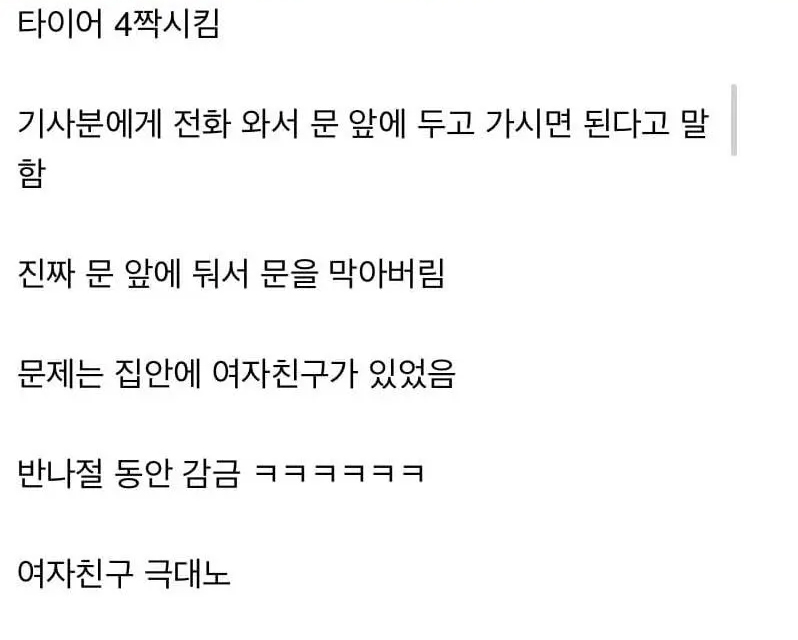 타이어 4짝시킴
기사분에게 전화 와서 문 앞에 두고 가시면 된다고 말
함
진짜 문 앞에 둬서 문을 막아버림
문제는 집안에 여자친구가 있었음
반나절 동안 감금 ㅋㅋㅋㅋㅋㅋ
여자친구 극대노